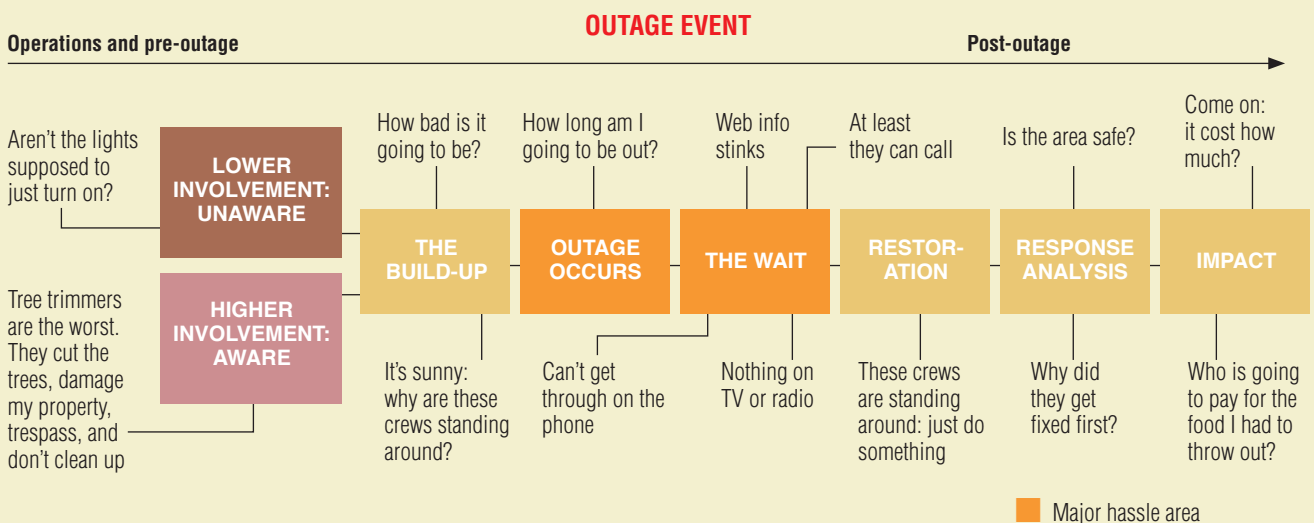 OUTAGE EVENT
Operations and pre-outage
Post-outage
Aren't the lights
supposed to
just turn on?
LOWER
INVOLVEMENT:
UNAWARE
Tree trimmers
are the worst.
They cut the
trees, damage
my property,
trespass, and
don't clean up
HIGHER
INVOLVEMENT:
AWARE
How bad is it
going to be?
THE
BUILD-UP
It's sunny:
why are these
crews standing
around?
How long am I
going to be out?
OUTAGE
OCCURS
Can't get
through on the
phone
Web info
stinks
At least
they can call
THE WAIT
Nothing on
TV or radio
RESTOR-
ATION
These crews
are standing
around: just do
something
Is the area safe?
RESPONSE
ANALYSIS
Why did
they get
fixed first?
Come on:
it cost how
much?
IMPACT
Who is going
to pay for the
food I had to
throw out?
Major hassle area